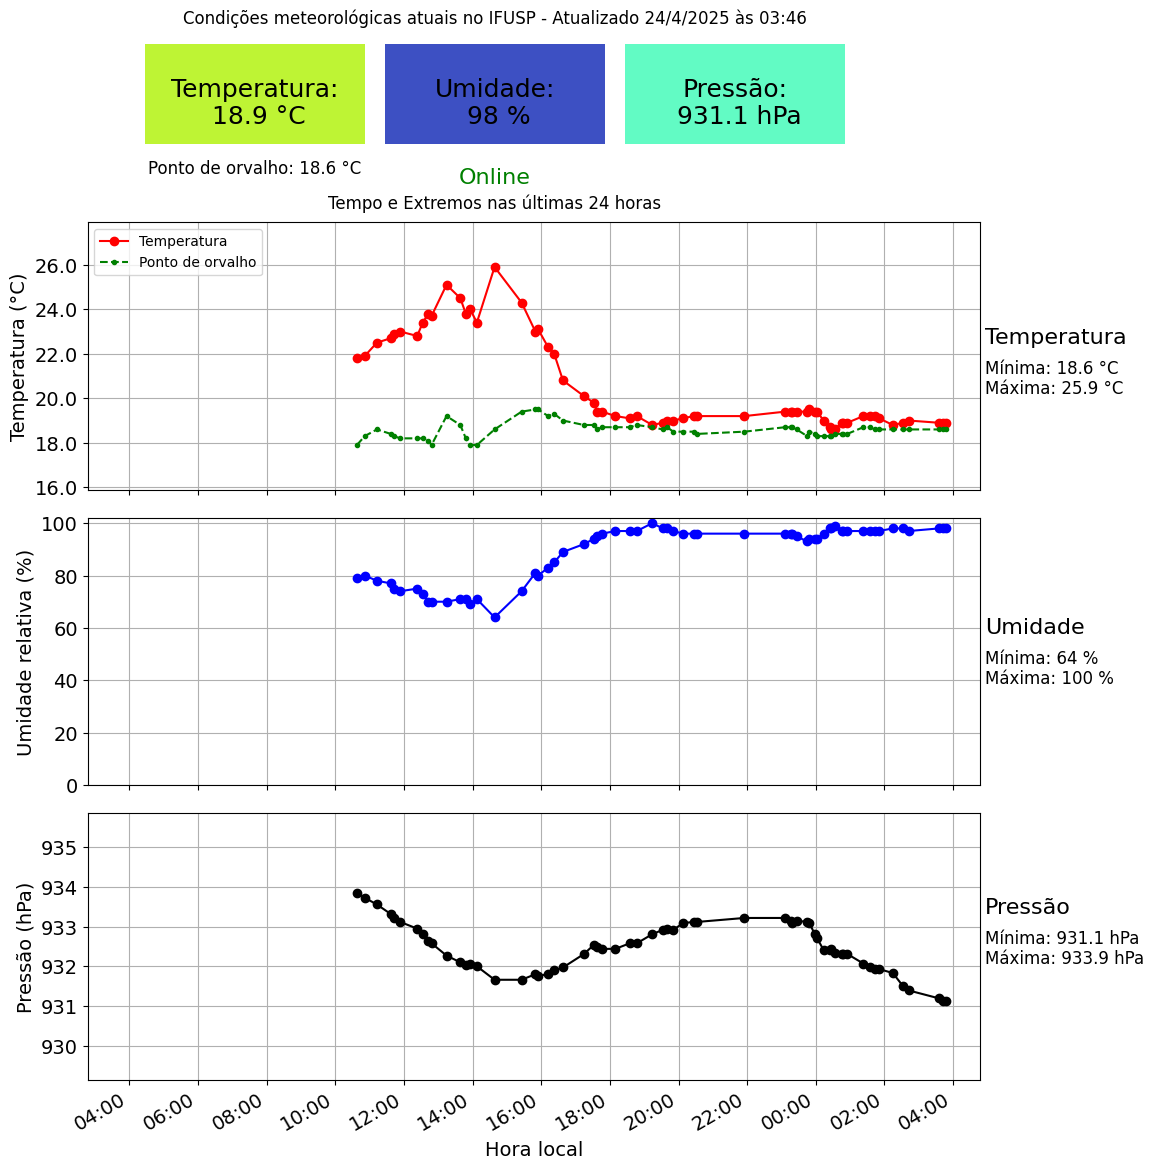 Condições meteorológicas atuais no IFUSP - Atualizado 24/4/2025 às 03:46
Temperatura:
18.9 °C
Umidade:
98 %
Pressão:
931.1 hPa
Ponto de orvalho: 18.6 °C
Online
Tempo e Extremos nas últimas 24 horas
Temperatura
Ponto de orvalho
Temperatura (°C)
26.0
24.0
22.0
20.0
18.0
16.0
Temperatura
Mínima: 18.6 °C
Máxima: 25.9 °C
Umidade relativa (%)
100
80
60
40
20
0
Umidade
Mínima: 64 %
Máxima: 100 %
Pressão (hPa)
935
934
933
932
931
930
Pressão
Mínima: 931.1 hPa
Máxima: 933.9 hPa
04:00 06:00 08:00 10:00 12:00 14:00 16:00 18:00 20:00 22:00 00:00 02:00 04:00
Hora local